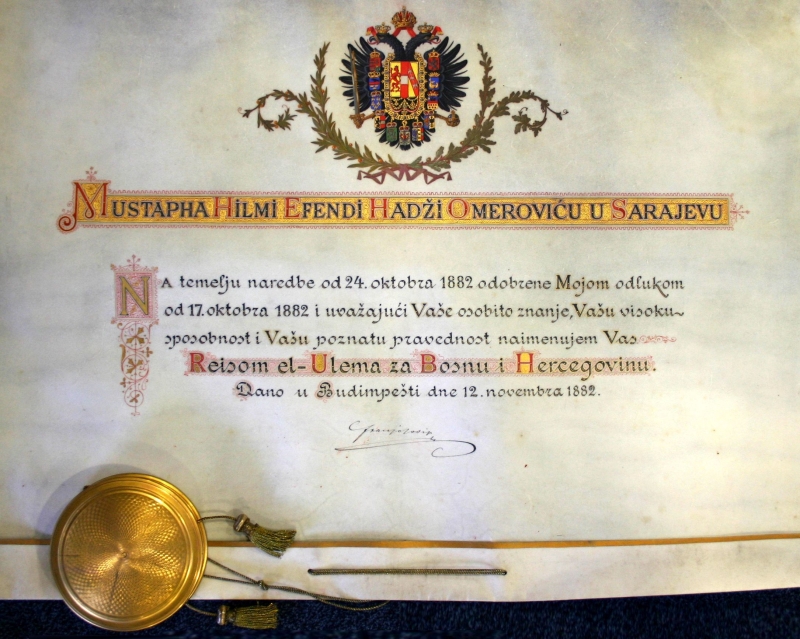 MUSTAPHA HILMI EFENDI HADŽI OMEROVIĆU U SARAJEVU
NA temelju naredbe od 24. oktobra 1882 odobrene Mojom odlukom
od 17. oktobra 1882 i uvažajući Vaše osobito znanje, Vašu visoku
sposobnost i Vašu poznatu pravednost naimenujem Vas
Reisom el-Ulema za Bosnu i Hercegovinu.
Dano u Budimpešti dne 12. novembra 1882.